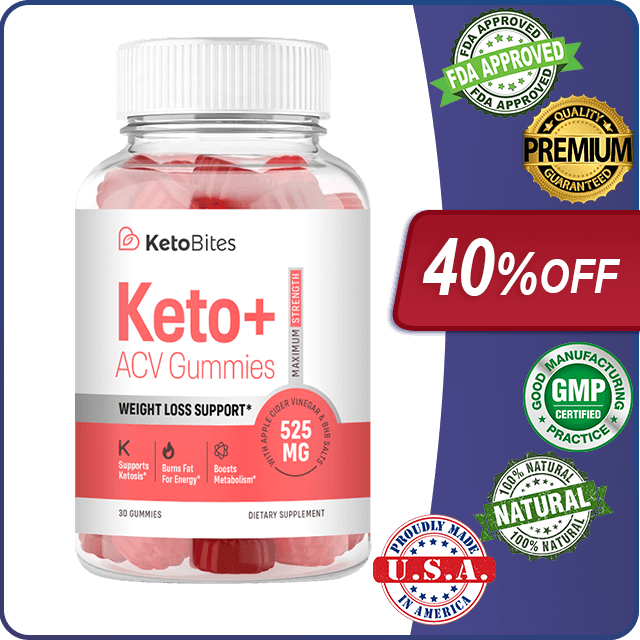 KetoBites
Keto+
ACV Gummies
MAXIMUM STRENGTH
WEIGHT LOSS SUPPORT*
WITH APPLE CIDER VINEGAR & BHB SALTS
525
MG
K
Supports
Ketosis*
Burns Fat
For Energy*
Boosts
Metabolism*
30 GUMMIES
DIETARY SUPPLEMENT
FDA APPROVED
FDA APPROVED
FDA APPROVED
QUALITY
PREMIUM
GUARANTEED
40%OFF
GOOD MANUFACTURING
GMP
CERTIFIED
PRACTICE
100% NATURAL
NATURAL
100% NATURAL
PROUDLY MADE
U.S.A.
IN AMERICA